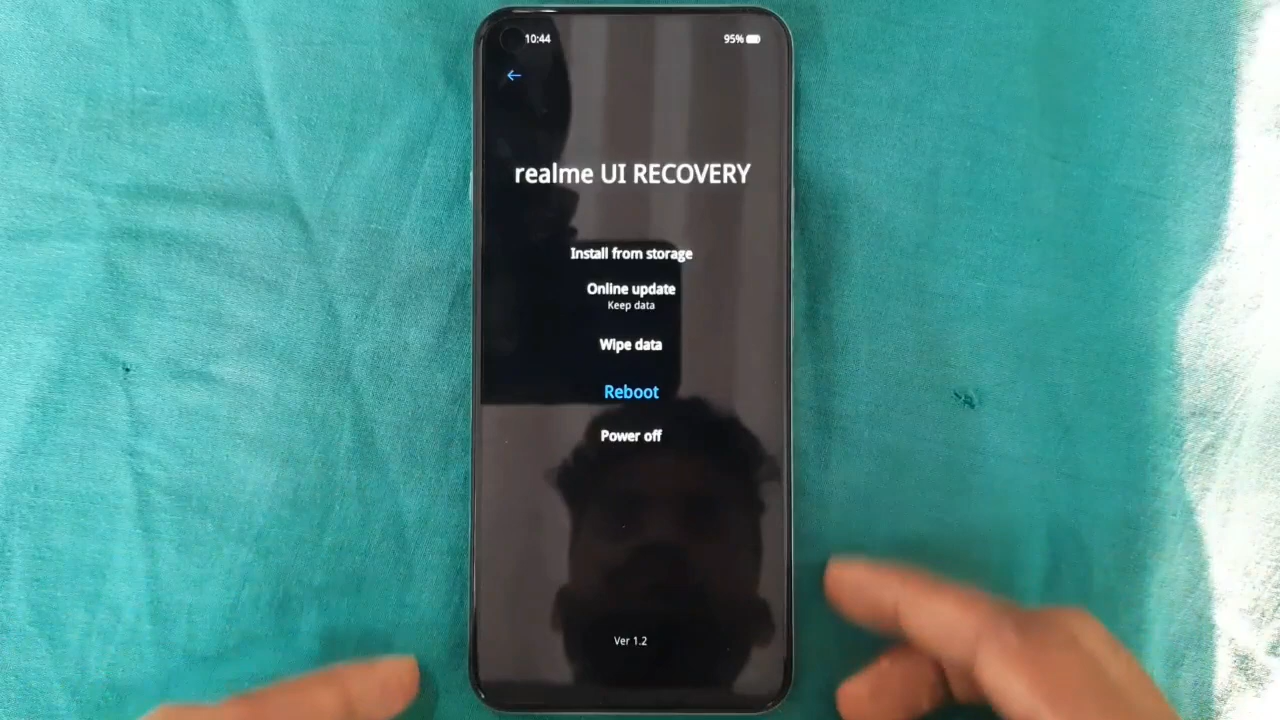 10:44
95%
realme UI RECOVERY
Install from storage
Online update
Keep data
Wipe data
Reboot
Power off
Ver 1.2